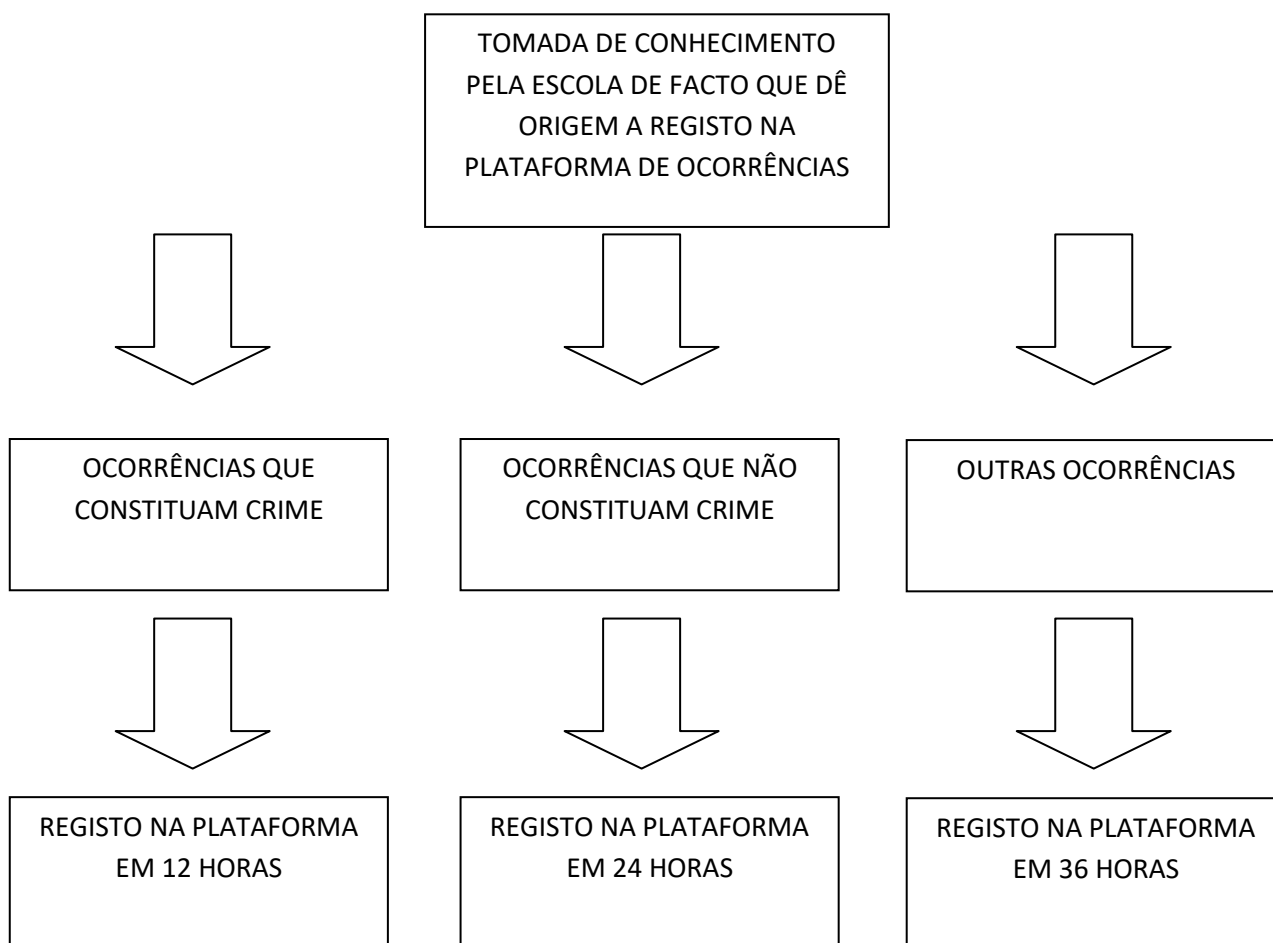 TOMADA DE CONHECIMENTO
PELA ESCOLA DE FACTO QUE DÊ
ORIGEM A REGISTO NA
PLATAFORMA DE OCORRÊNCIAS
OCORRÊNCIAS QUE
CONSTITUAM CRIME
OCORRÊNCIAS QUE NÃO
CONSTITUAM CRIME
OUTRAS OCORRÊNCIAS
REGISTO NA PLATAFORMA
EM 12 HORAS
REGISTO NA PLATAFORMA
EM 24 HORAS
REGISTO NA PLATAFORMA
EM 36 HORAS